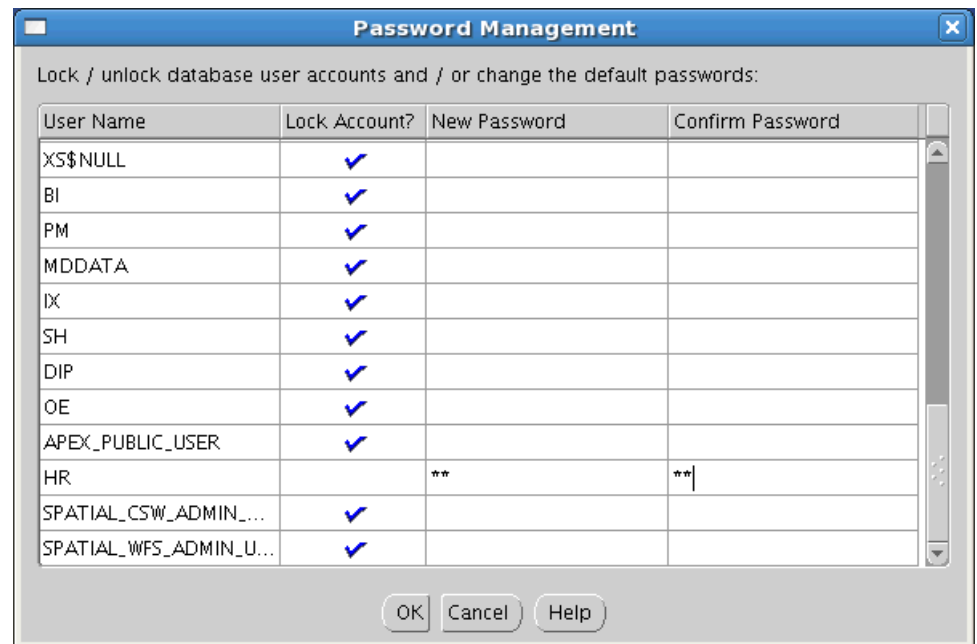 Password Management
Lock / unlock database user accounts and / or change the default passwords:
User Name Lock Account? New Password Confirm Password
XS$NULL
BI
PM
MDDATA
IX
SH
DIP
OE
APEX_PUBLIC_USER
HR ** **
SPATIAL_CSW_ADMIN_...
SPATIAL_WFS_ADMIN_U...
OK Cancel Help